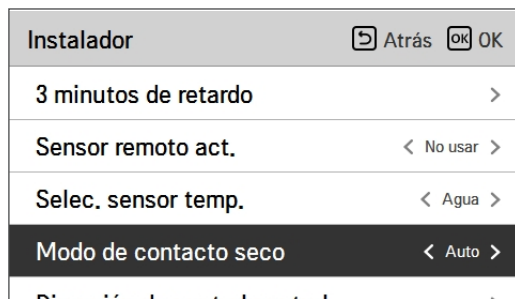 Instalador Atrás OK OK
3 minutos de retardo >
Sensor remoto act. < No usar >
Selec. sensor temp. < Agua >
Modo de contacto seco < Auto >